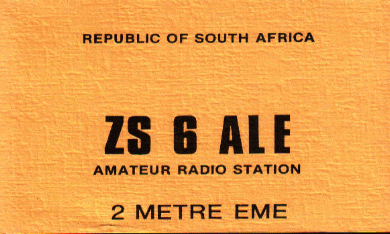 REPUBLIC OF SOUTH AFRICA
ZS 6 ALE
AMATEUR RADIO STATION
2 METRE EME